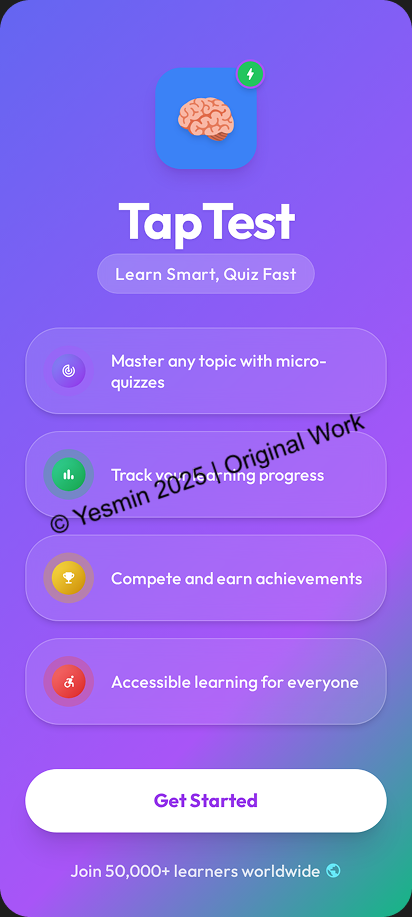 TapTest
Learn Smart, Quiz Fast
Master any topic with micro-
quizzes
Track your learning progress
© Yesmin 2025 | Original Work
Compete and earn achievements
Accessible learning for everyone
Get Started
Join 50,000+ learners worldwide